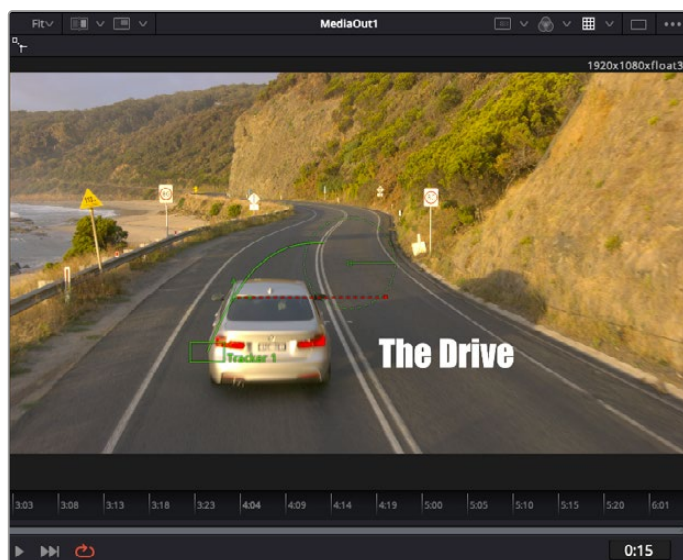 Fit
MediaOut1
1920x1080xfloat3
Tracker 1
The Drive
3:03 3:08 3:13 3:18 3:23 4:04 4:09 4:14 4:19 5:00 5:05 5:10 5:15 5:20 6:01
0:15